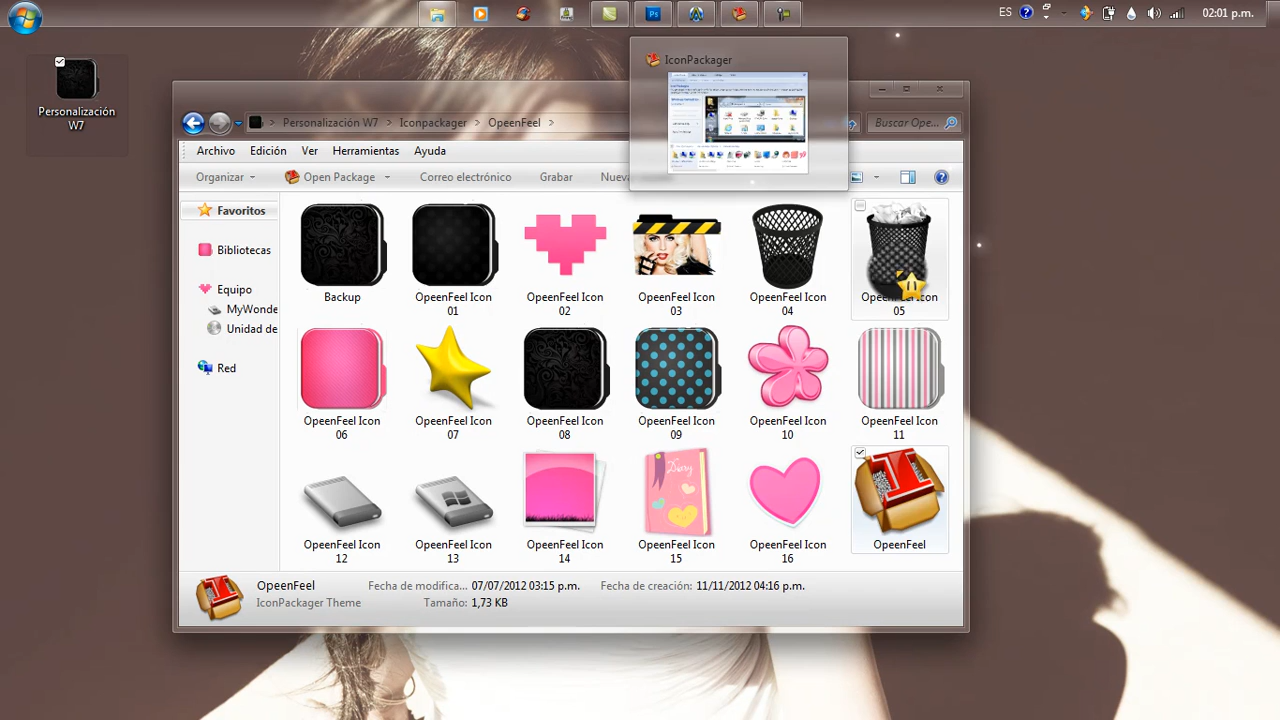 ES
02:01 p.m.
Personalización
W7
IconPackager
Personalización W7
Iconpackager
OpeenFeel
Buscar Ope...
Archivo
Edición
Ver
Herramientas
Ayuda
Organizar
Open Package
Correo electrónico
Grabar
Favoritos
Bibliotecas
Equipo
MyWonde
Unidad de
Red
Backup
OpeenFeel Icon
01
OpeenFeel Icon
02
OpeenFeel Icon
03
OpeenFeel Icon
04
OpeenFeel Icon
05
OpeenFeel Icon
06
OpeenFeel Icon
07
OpeenFeel Icon
08
OpeenFeel Icon
09
OpeenFeel Icon
10
OpeenFeel Icon
11
OpeenFeel Icon
12
OpeenFeel Icon
13
OpeenFeel Icon
14
Diary
OpeenFeel Icon
15
OpeenFeel Icon
16
OpeenFeel
OpeenFeel
Fecha de modifica... 07/07/2012 03:15 p.m.
Fecha de creación: 11/11/2012 04:16 p.m.
IconPackager Theme
Tamaño: 1,73 KB